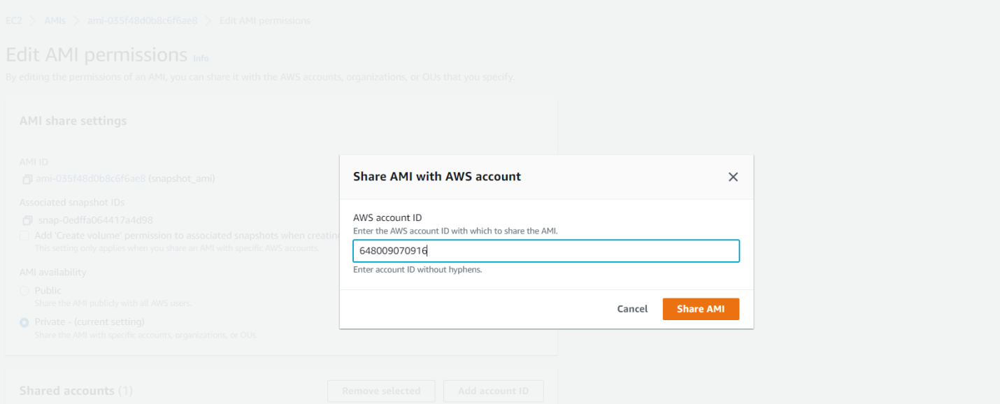 EC2 > AMIs > ami-035f48d0b8c6f6ae8 > Edit AMI permissions
Edit AMI permissions Info
By editing the permissions of an AMI, you can share it with the AWS accounts, organizations, or OUs that you specify.
AMI share settings
AMI ID
ami-035f48d0b8c6f6ae8 (snapshot_ami)
Associated snapshot IDs
snap-0edffa064417a4d98
Add 'Create volume' permission to associated snapshots when creating
This setting only applies when you share an AMI with specific AWS accounts.
AMI availability
Public
Share the AMI publicly with all AWS users.
Private - (current setting)
Share the AMI with specific accounts, organizations, or OUs.
Shared accounts (1)
Remove selected
Add account ID
Share AMI with AWS account
AWS account ID
Enter the AWS account ID with which to share the AMI.
648009070916
Enter account ID without hyphens.
Cancel
Share AMI